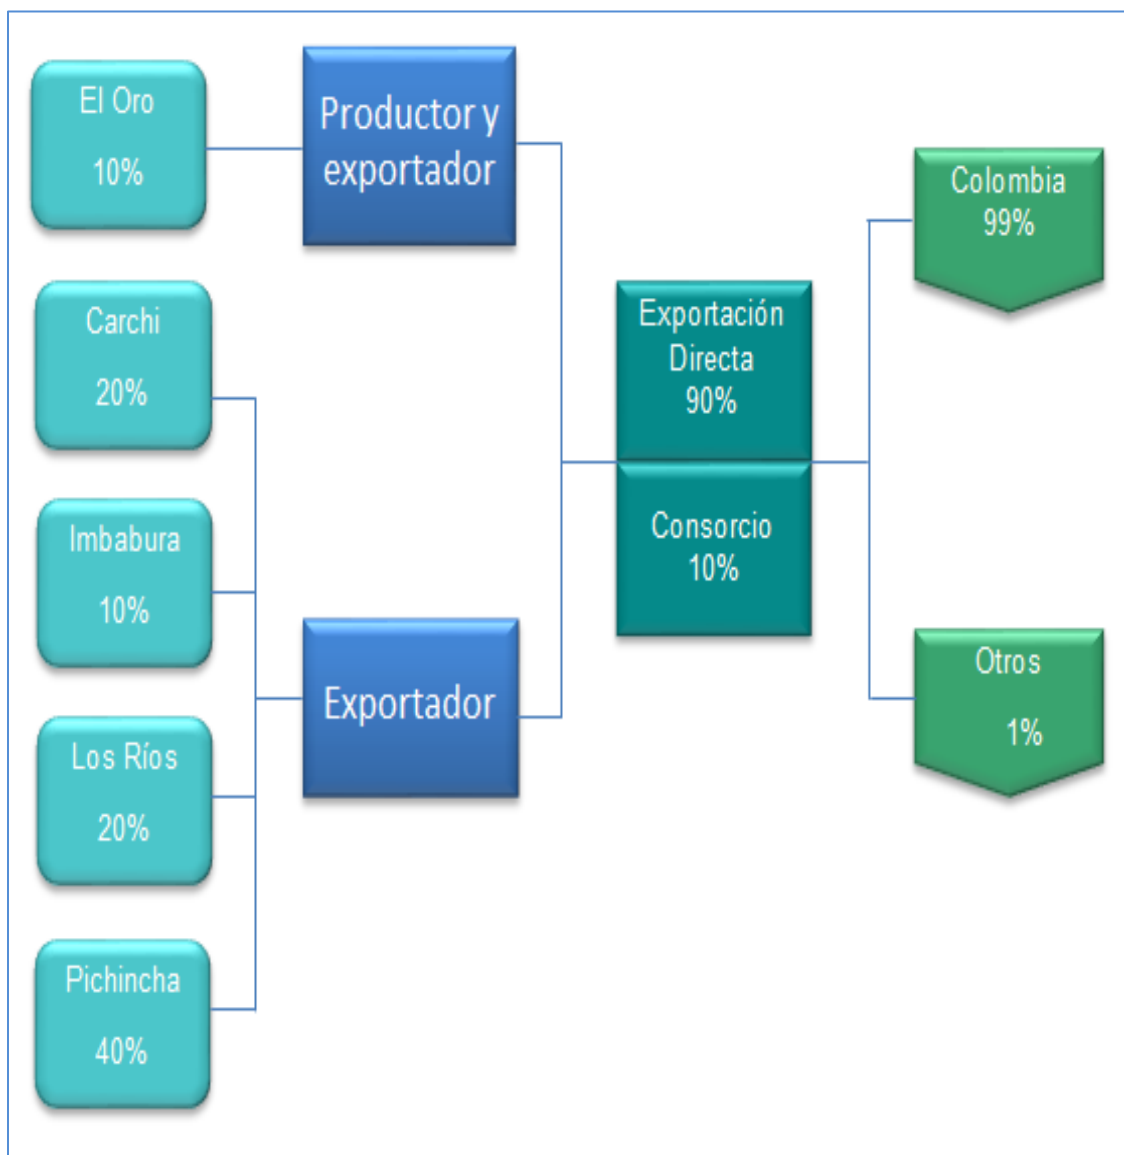 El Oro
10%
Carchi
20%
Imbabura
10%
Los Ríos
20%
Pichincha
40%
Productor y
exportador
Exportador
Exportación
Directa
90%
Consorcio
10%
Colombia
99%
Otros
1%